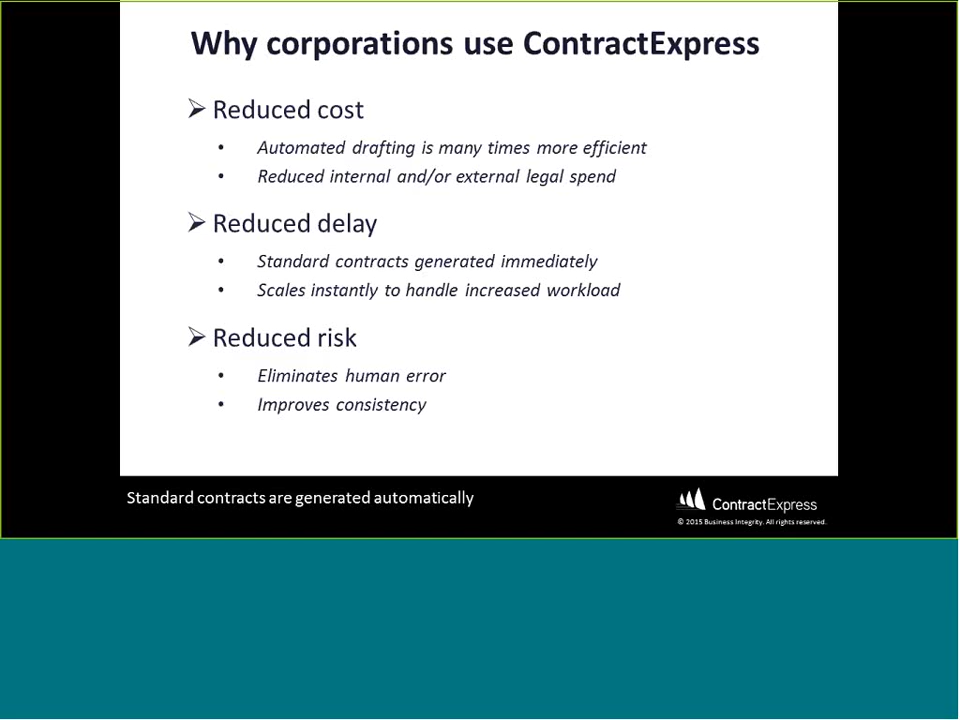 Why corporations use ContractExpress
➢ Reduced cost
• Automated drafting is many times more efficient
• Reduced internal and/or external legal spend
➢ Reduced delay
• Standard contracts generated immediately
• Scales instantly to handle increased workload
➢ Reduced risk
• Eliminates human error
• Improves consistency
Standard contracts are generated automatically
ContractExpress
© 2015 Business Integrity. All rights reserved.